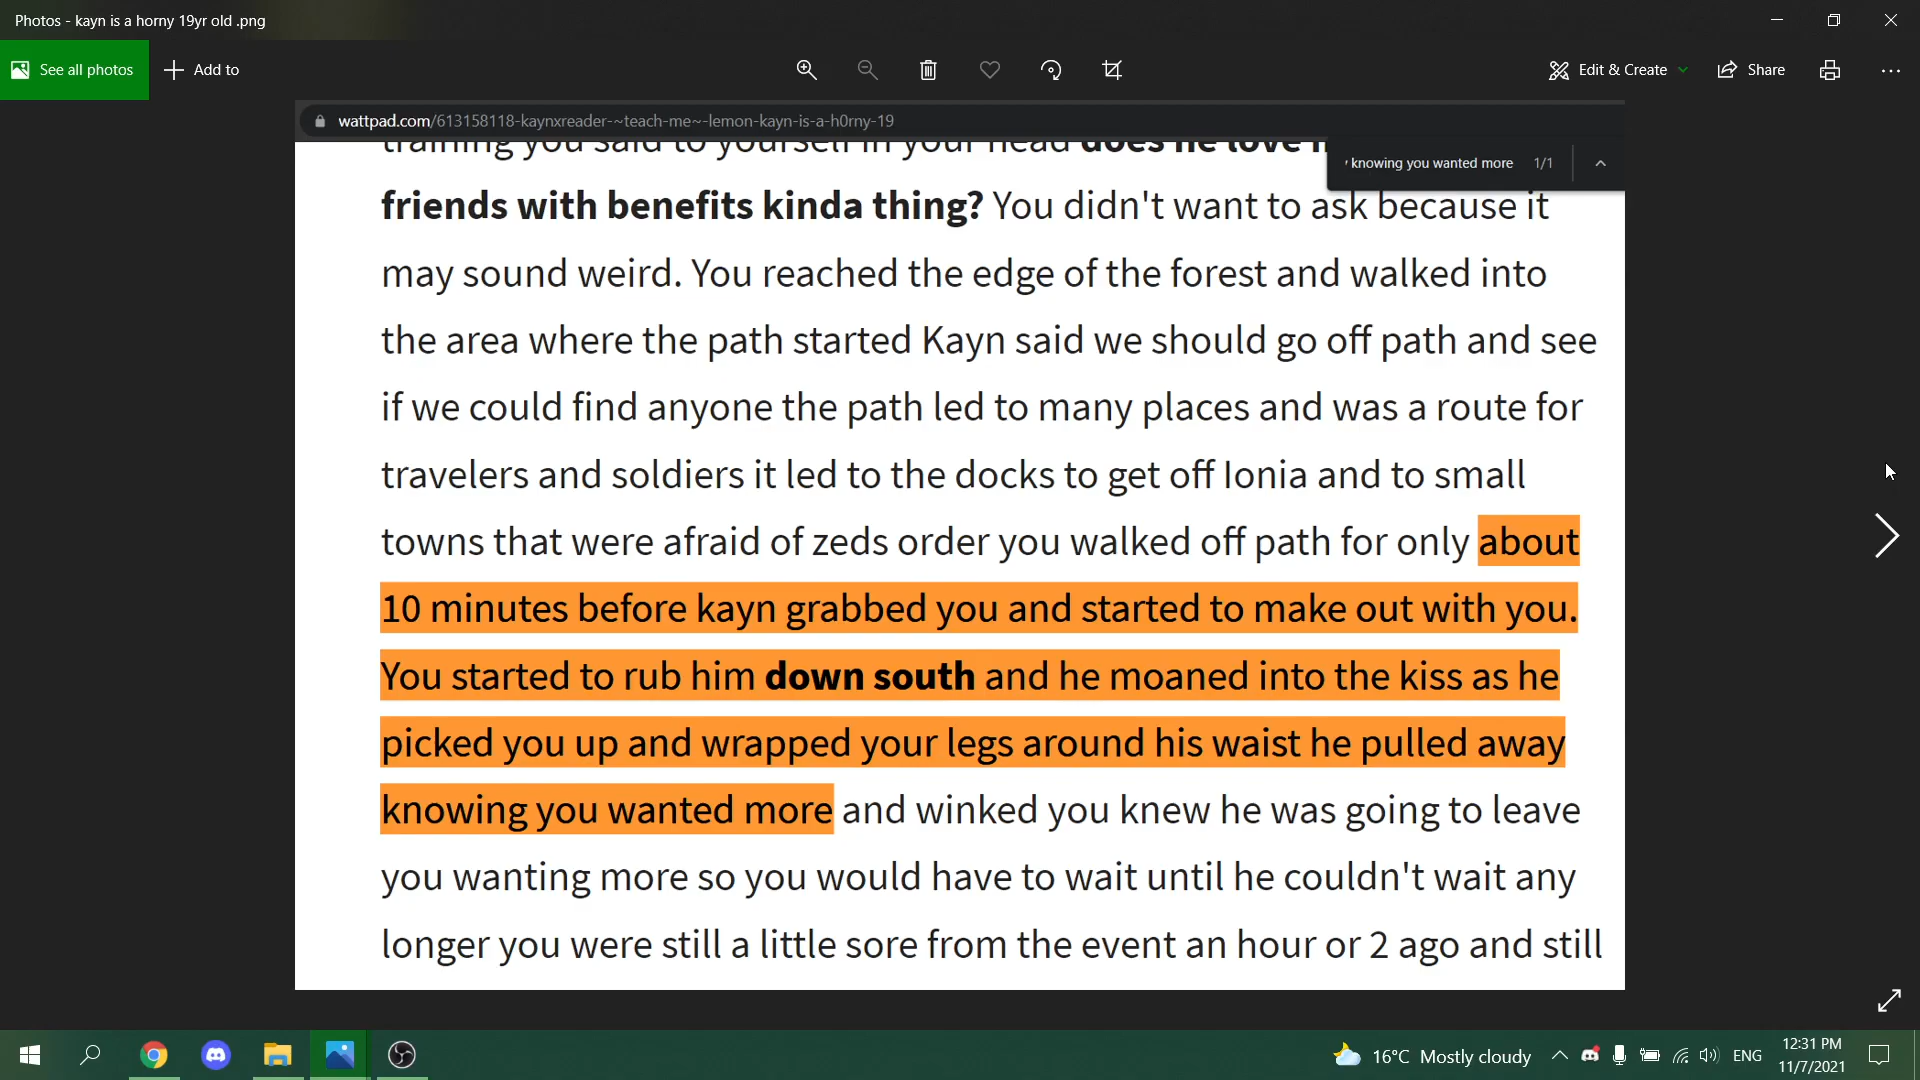 Photos - kayn is a horny 19yr old .png
See all photos
Add to
Edit & Create
Share
wattpad.com/613158118-kaynxreader-~teach-me~-lemon-kayn-is-a-h0rny-19
knowing you wanted more 1/1
training you said to yourself in your head does he love
friends with benefits kinda thing? You didn't want to ask because it
may sound weird. You reached the edge of the forest and walked into
the area where the path started Kayn said we should go off path and see
if we could find anyone the path led to many places and was a route for
travelers and soldiers it led to the docks to get off Ionia and to small
towns that were afraid of zeds order you walked off path for only about
10 minutes before kayn grabbed you and started to make out with you.
You started to rub him down south and he moaned into the kiss as he
picked you up and wrapped your legs around his waist he pulled away
knowing you wanted more and winked you knew he was going to leave
you wanting more so you would have to wait until he couldn't wait any
longer you were still a little sore from the event an hour or 2 ago and still
16°C Mostly cloudy
ENG
12:31 PM
11/7/2021